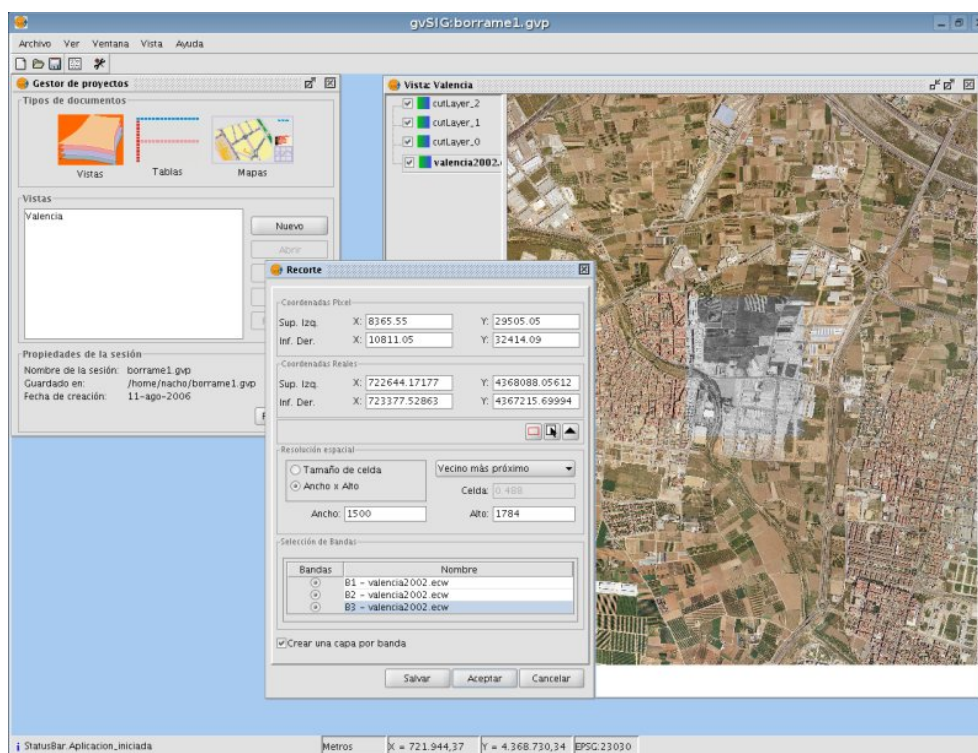 gvSIG:borrame1.gvp
Archivo Ver Ventana Vista Ayuda
Gestor de proyectos
Tipos de documentos
Vistas
Tablas
Mapas
Vistas
Valencia
Nuevo
Abrir
Propiedades de la sesión
Nombre de la sesión: borrame1.gvp
Guardado en: /home/nacho/borrame1.gvp
Fecha de creación: 11-ago-2006
Vista: Valencia
cutLayer_2
cutLayer_1
cutLayer_0
valencia2002.e
Recorte
Coordenadas Pixel
Sup. Izq. X: 8365.55 Y: 29505.05
Inf. Der. X: 10811.05 Y: 32414.09
Coordenadas Reales
Sup. Izq. X: 722644.17177 Y: 4368088.05612
Inf. Der. X: 723377.52863 Y: 4367215.69994
Resolución espacial
Tamaño de celda
Ancho x Alto
Vecino màs próximo
Celda: 0.488
Ancho: 1500 Alto: 1784
Selección de Bandas
Bandas Nombre
B1 - valencia2002.ecw
B2 - valencia2002.ecw
B3 - valencia2002.ecw
Crear una capa por banda
Salvar Aceptar Cancelar
StatusBar.Aplicacion_iniciada Metros X = 721.944,37 Y = 4.368.730,34 EPSG:23030